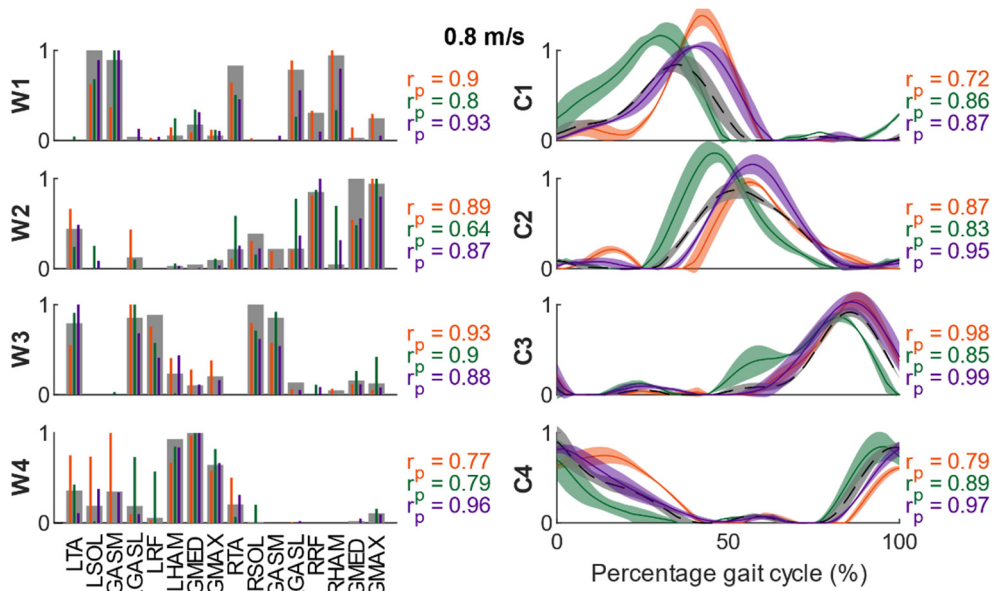 0.8 m/s
W1
1
0
r_p = 0.9
r_p = 0.8
r_p = 0.93
C1
1
0
r_p = 0.72
r_p = 0.86
r_p = 0.87
W2
1
0
r_p = 0.89
r_p = 0.64
r_p = 0.87
C2
1
0
r_p = 0.87
r_p = 0.83
r_p = 0.95
W3
1
0
r_p = 0.93
r_p = 0.9
r_p = 0.88
C3
1
0
r_p = 0.98
r_p = 0.85
r_p = 0.99
W4
1
0
r_p = 0.77
r_p = 0.79
r_p = 0.96
C4
1
0
r_p = 0.79
r_p = 0.89
r_p = 0.97
LTA
LSOL
GASM
GASL
LRF
LHAM
GMED
GMAX
RTA
RSOL
GASM
GASL
RRF
RHAM
GMED
GMAX
0
50
100
Percentage gait cycle (%)